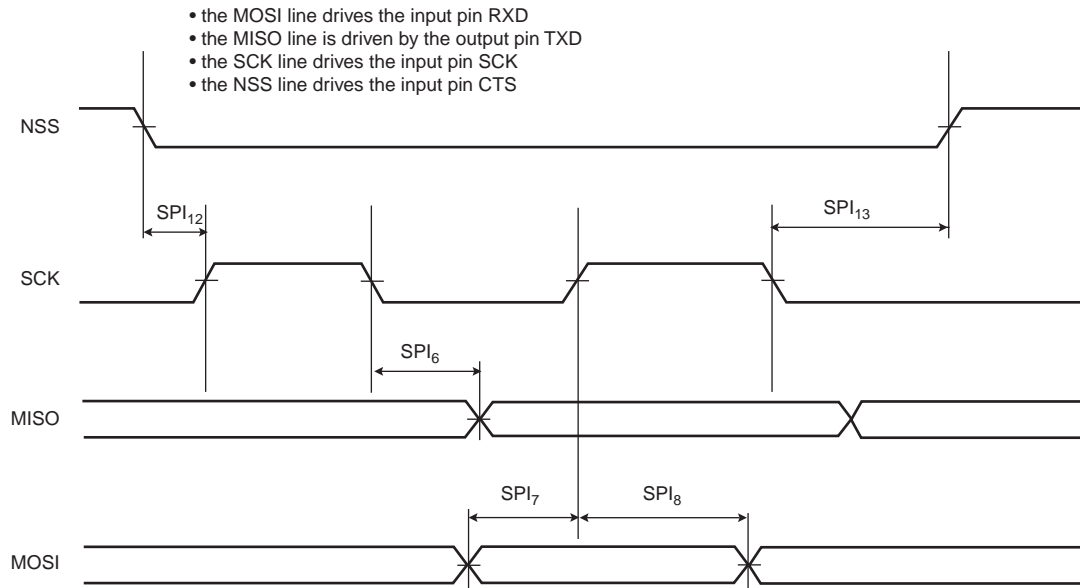 • the MOSI line drives the input pin RXD
• the MISO line is driven by the output pin TXD
• the SCK line drives the input pin SCK
• the NSS line drives the input pin CTS
NSS
SPI12
SPI13
SCK
SPI6
MISO
SPI7
SPI8
MOSI